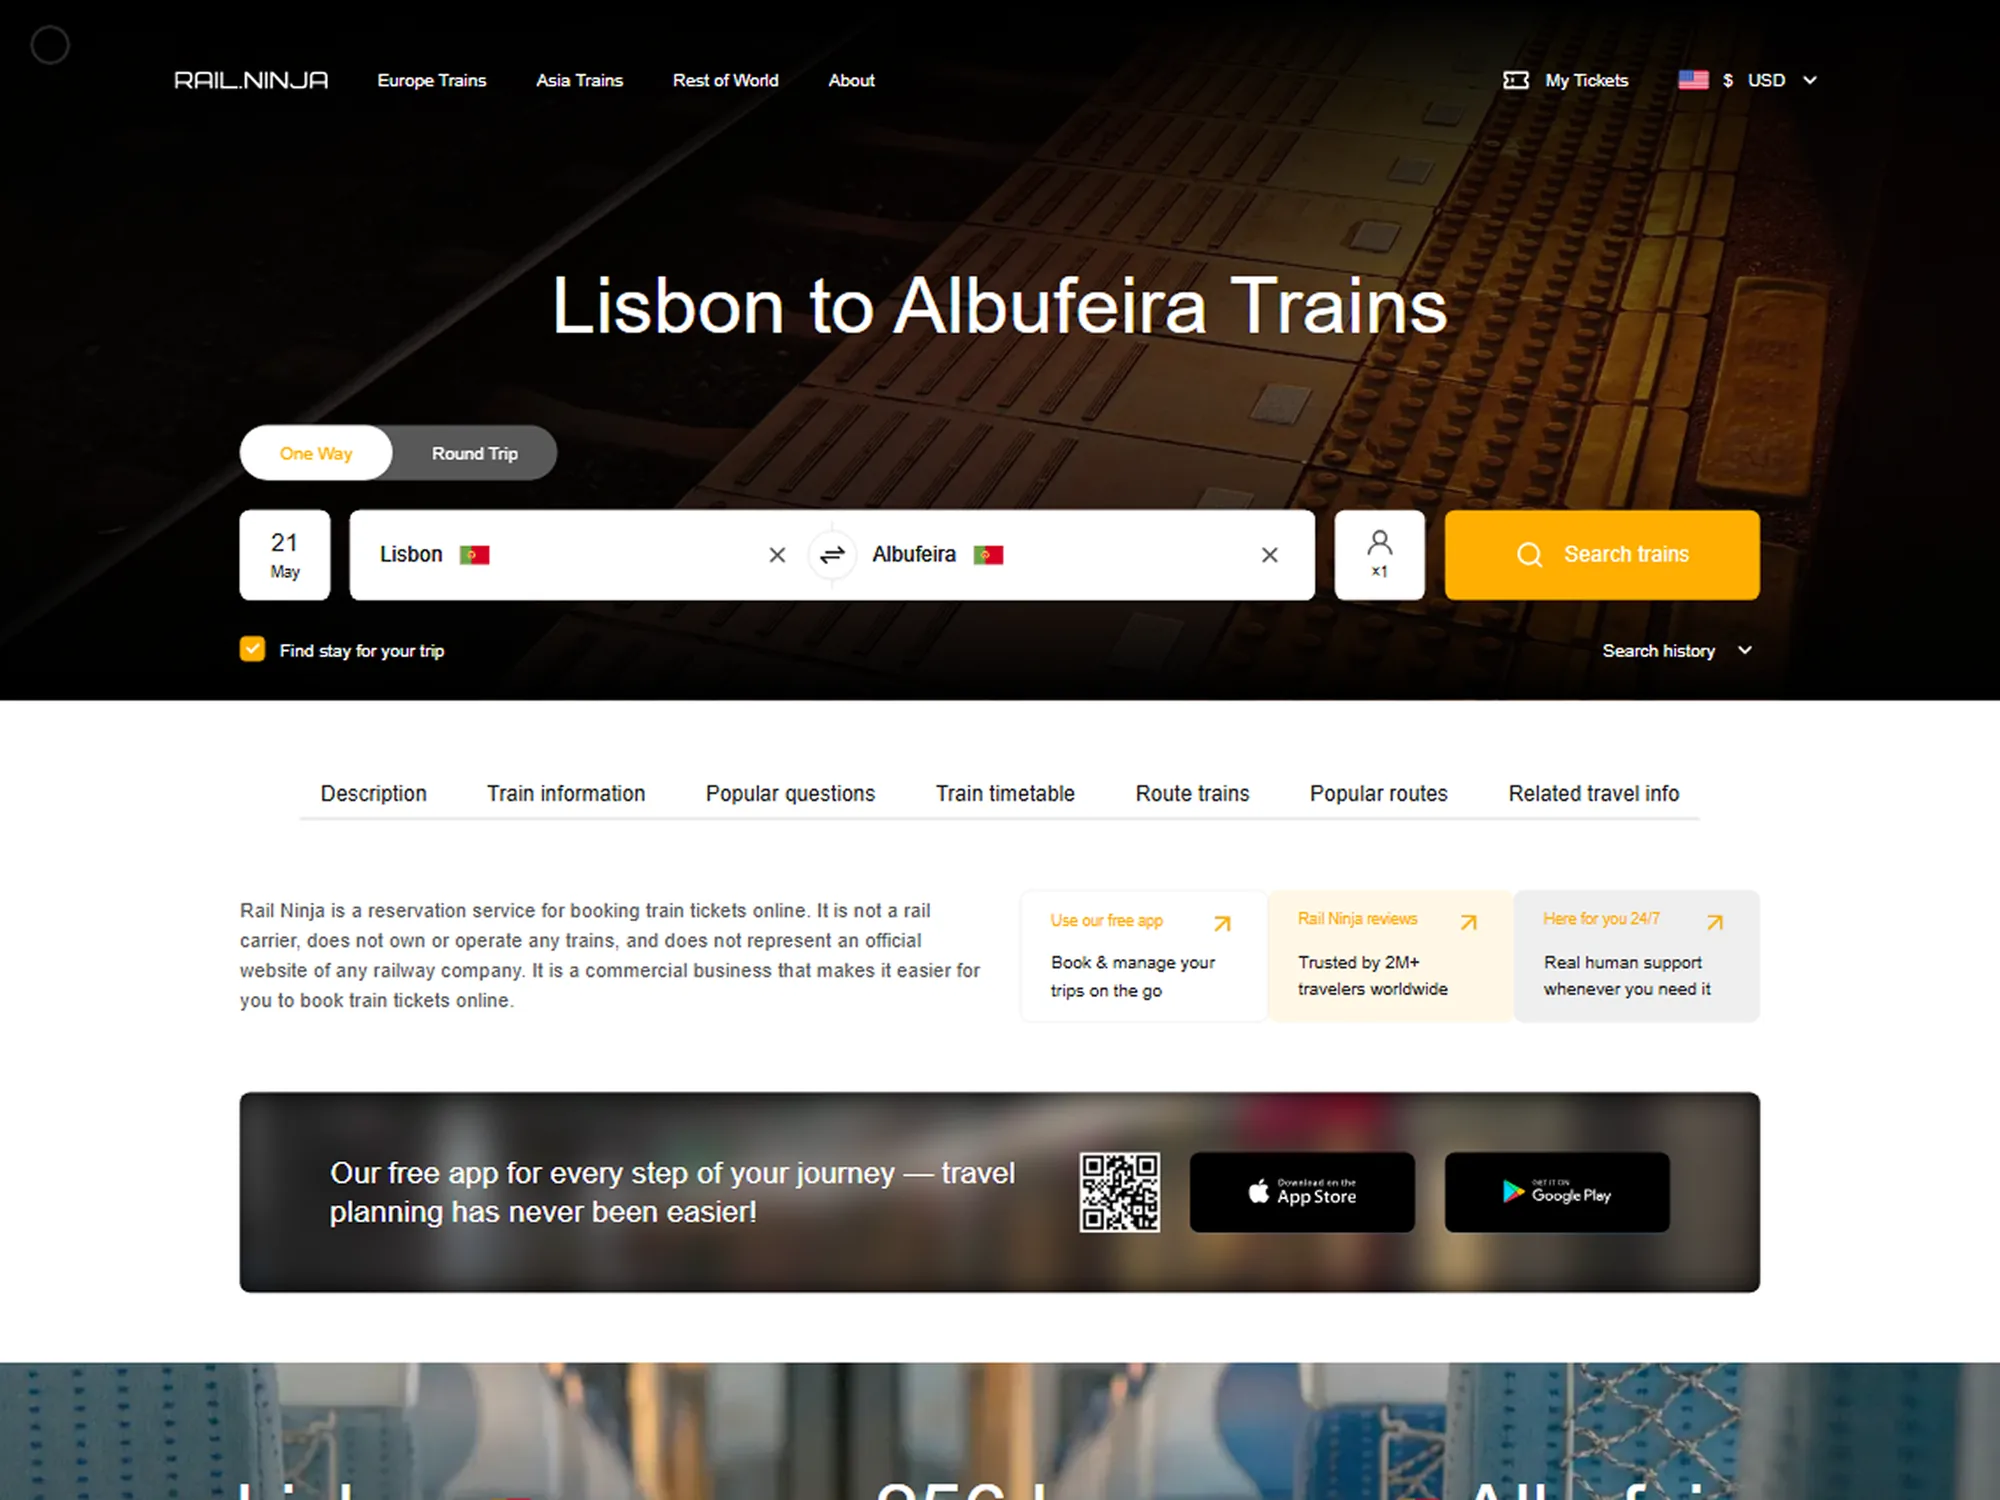 RAIL.NINJA Europe Trains Asia Trains Rest of World About My Tickets $ USD
Lisbon to Albufeira Trains
One Way Round Trip
21
May
Lisbon Albufeira
x1
Search trains
Find stay for your trip Search history
Description Train information Popular questions Train timetable Route trains Popular routes Related travel info
Rail Ninja is a reservation service for booking train tickets online. It is not a rail
carrier, does not own or operate any trains, and does not represent an official
website of any railway company. It is a commercial business that makes it easier for
you to book train tickets online.
Use our free app
Book & manage your
trips on the go
Rail Ninja reviews
Trusted by 2M+
travelers worldwide
Here for you 24/7
Real human support
whenever you need it
Our free app for every step of your journey — travel
planning has never been easier!
Download on the
App Store
GET IT ON
Google Play